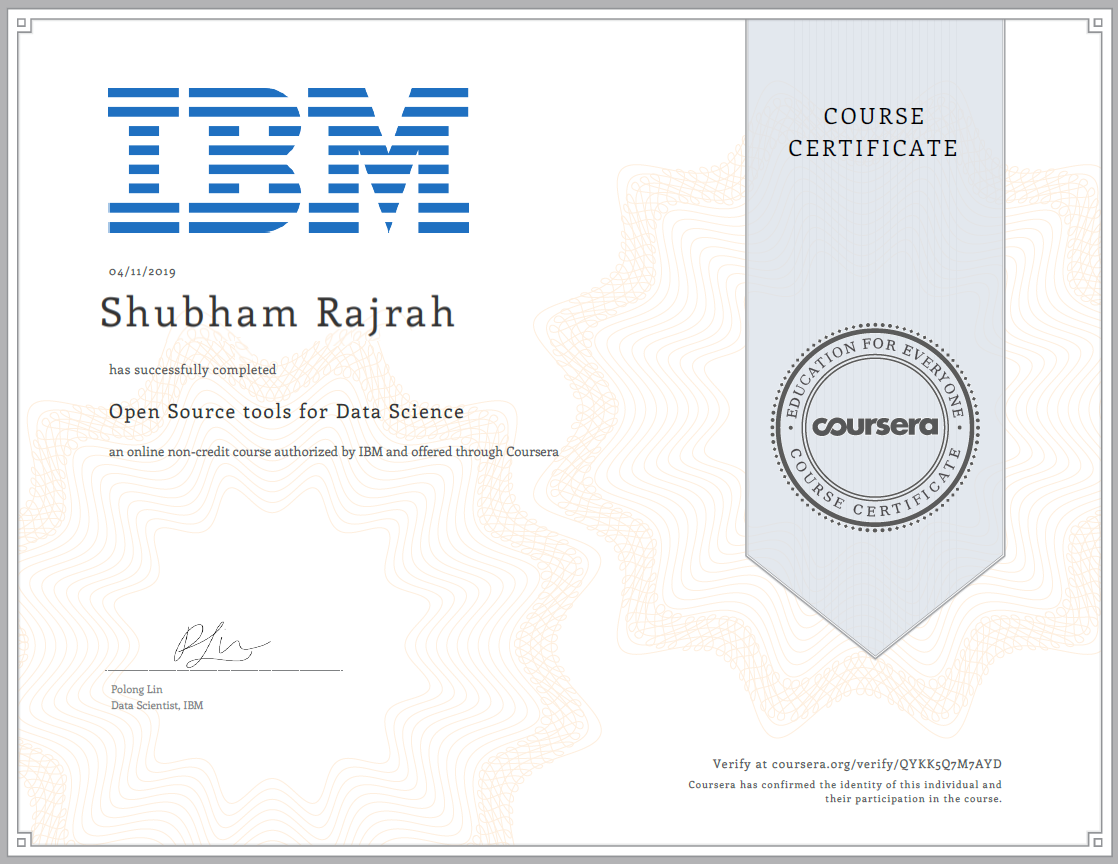 IBM
COURSE
CERTIFICATE
04/11/2019
Shubham Rajrah
has successfully completed
Open Source tools for Data Science
an online non-credit course authorized by IBM and offered through Coursera
EDUCATION FOR EVERYONE
coursera
COURSE CERTIFICATE
Polong Lin
Data Scientist, IBM
Verify at coursera.org/verify/QYKK5Q7M7AYD
Coursera has confirmed the identity of this individual and
their participation in the course.